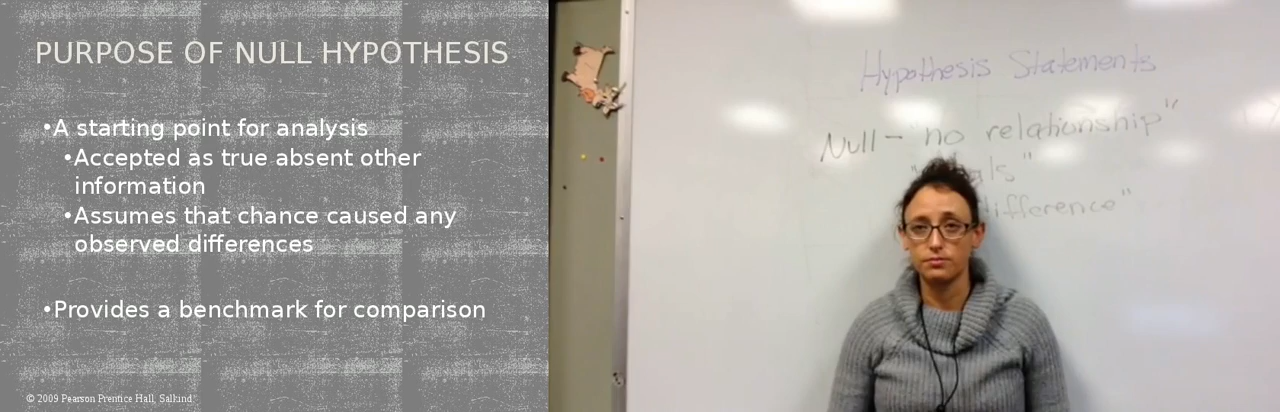 PURPOSE OF NULL HYPOTHESIS
•A starting point for analysis
•Accepted as true absent other
information
•Assumes that chance caused any
observed differences
•Provides a benchmark for comparison
© 2009 Pearson Prentice Hall, Salkind
Hypothesis Statements
Null - "no relationship"
difference"